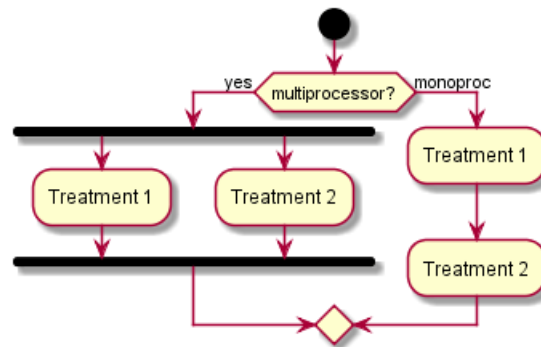 yes
multiprocessor?
monoproc
Treatment 1
Treatment 2
Treatment 1
Treatment 2